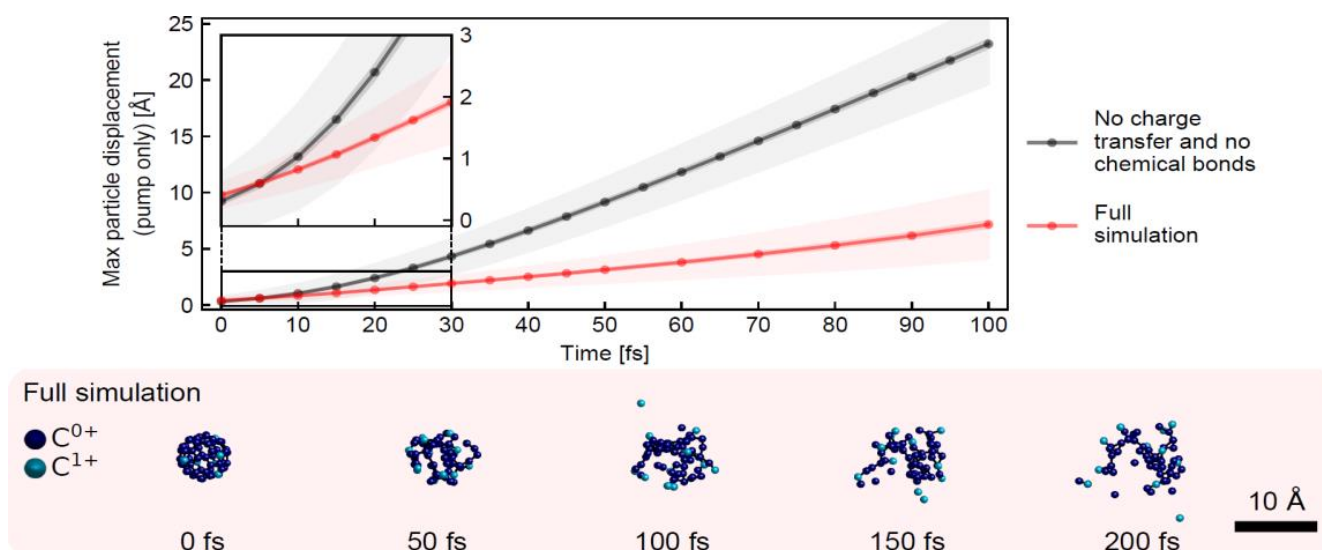 Max particle displacement
(pump only) [Å]
25
20
15
10
5
0
3
2
1
0
0
10
20
30
40
50
60
70
80
90
100
Time [fs]
No charge
transfer and no
chemical bonds
Full
simulation
Full simulation
C0+
C1+
0 fs
50 fs
100 fs
150 fs
200 fs
10 Å